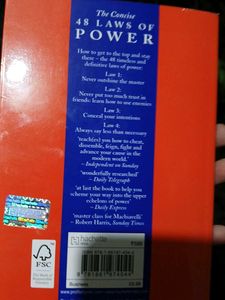 The Concise
48 LAWS OF
POWER
How to get to the top and stay
there – the 48 timeless and
definitive laws of power
Law 1:
Never outshine the master
Law 2:
Never put too much trust in
friends: learn how to use enemies
Law 3:
Conceal your intentions
Law 4:
Always say less than necessary
'teach(es) you how to cheat,
dissemble, feign, fight and
advance your cause in the
modern world.'
– Independent on Sunday
'wonderfully researched'
– Daily Telegraph
'at last the book to help you
scheme your way into the upper
echelons of power'
– Daily Express
'master class for Machiavelli'
– Robert Harris, Sunday Times
hachette
FSC